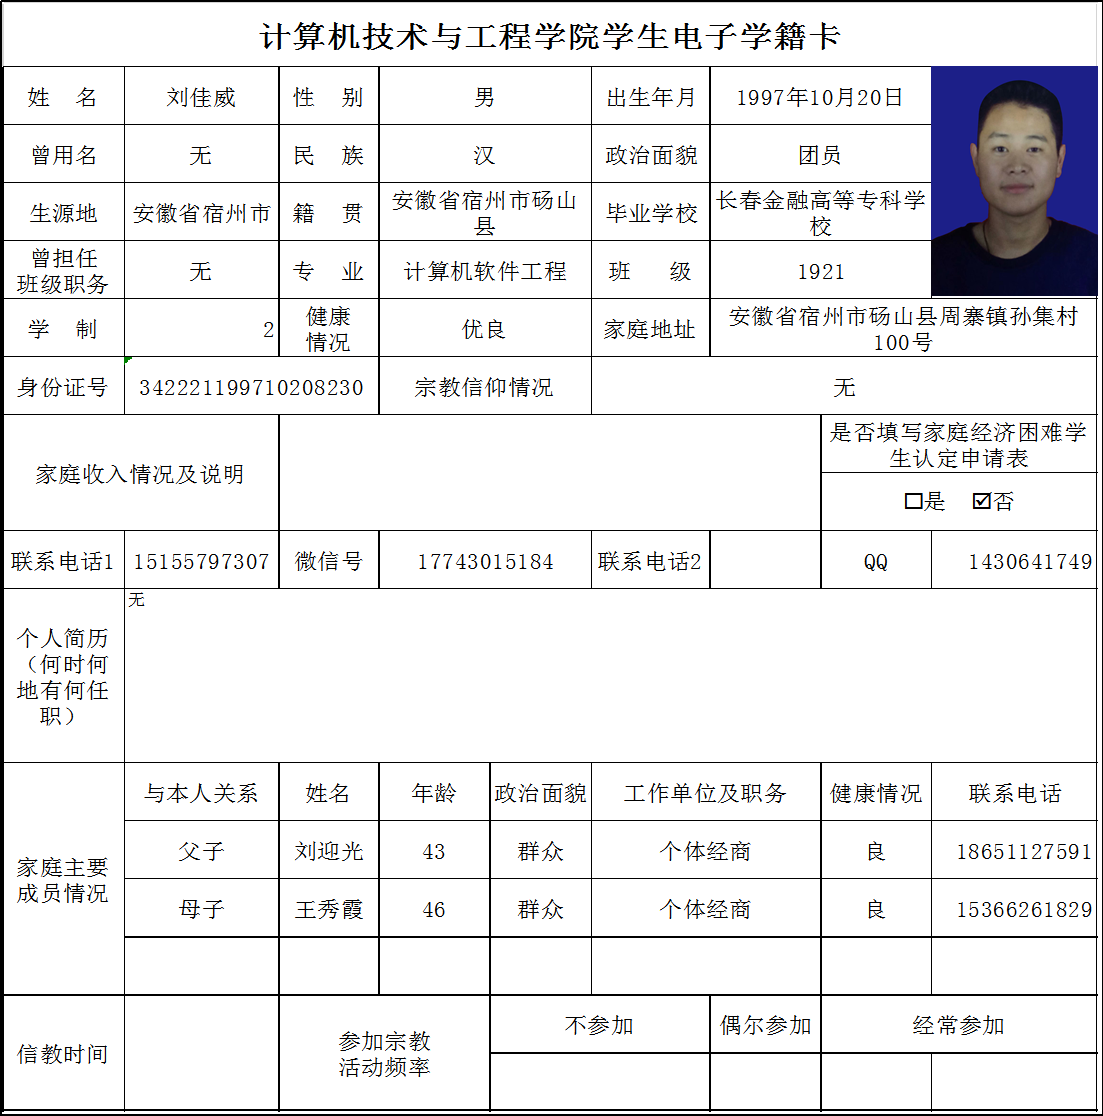 计算机技术与工程学院学生电子学籍卡
姓 名 刘佳威 性 别 男 出生年月 1997年10月20日
曾用名 无 民 族 汉 政治面貌 团员
生源地 安徽省宿州市 籍 贯 安徽省宿州市砀山
县 毕业学校 长春金融高等专科学
校
曾担任
班级职务 无 专 业 计算机软件工程 班 级 1921
学 制 2 健康
情况 优良 家庭地址 安徽省宿州市砀山县周寨镇孙集村
100号
身份证号 342221199710208230 宗教信仰情况 无
家庭收入情况及说明 是否填写家庭经济困难学
生认定申请表
☐是 ☑否
联系电话1 15155797307 微信号 17743015184 联系电话2 QQ 1430641749
个人简历
（何时何
地有何任
职）
无
家庭主要
成员情况
与本人关系 姓名 年龄 政治面貌 工作单位及职务 健康情况 联系电话
父子 刘迎光 43 群众 个体经商 良 18651127591
母子 王秀霞 46 群众 个体经商 良 15366261829
信教时间 参加宗教
活动频率 不参加 偶尔参加 经常参加